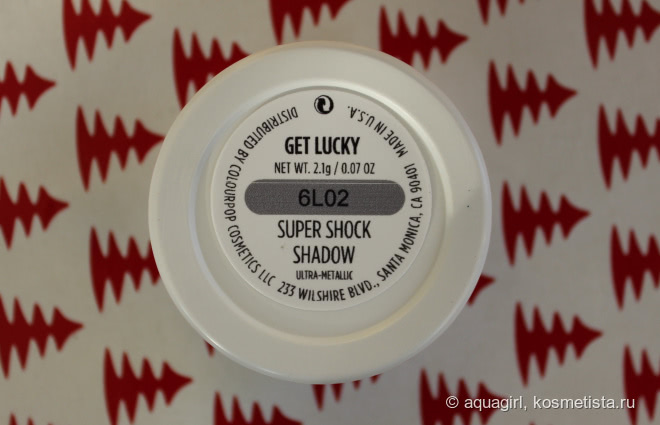 GET LUCKY
NET WT. 2.1g / 0.07 OZ
6L02
SUPER SHOCK
SHADOW
ULTRA-METALLIC
DISTRIBUTED BY COLOURPOP COSMETICS LLC 233 WILSHIRE BLVD., SANTA MONICA, CA 90401 MADE IN U.S.A.
© aquagirl, kosmetista.ru